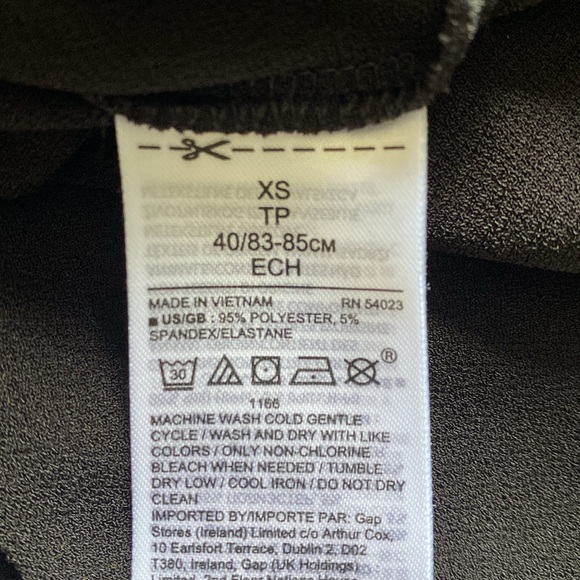 XS
TP
40/83-85CM
ECH
MADE IN VIETNAM RN 54023
US/GB : 95% POLYESTER, 5%
SPANDEX/ELASTANE
30
®
1166
MACHINE WASH COLD GENTLE
CYCLE / WASH AND DRY WITH LIKE
COLORS / ONLY NON-CHLORINE
BLEACH WHEN NEEDED / TUMBLE
DRY LOW / COOL IRON / DO NOT DRY
CLEAN
IMPORTED BY/IMPORTE PAR: Gap
Stores (Ireland) Limited c/o Arthur Cox,
10 Earlsfort Terrace, Dublin 2, D02
T380, Ireland, Gap (UK Holdings)
Limited, 2nd Floor